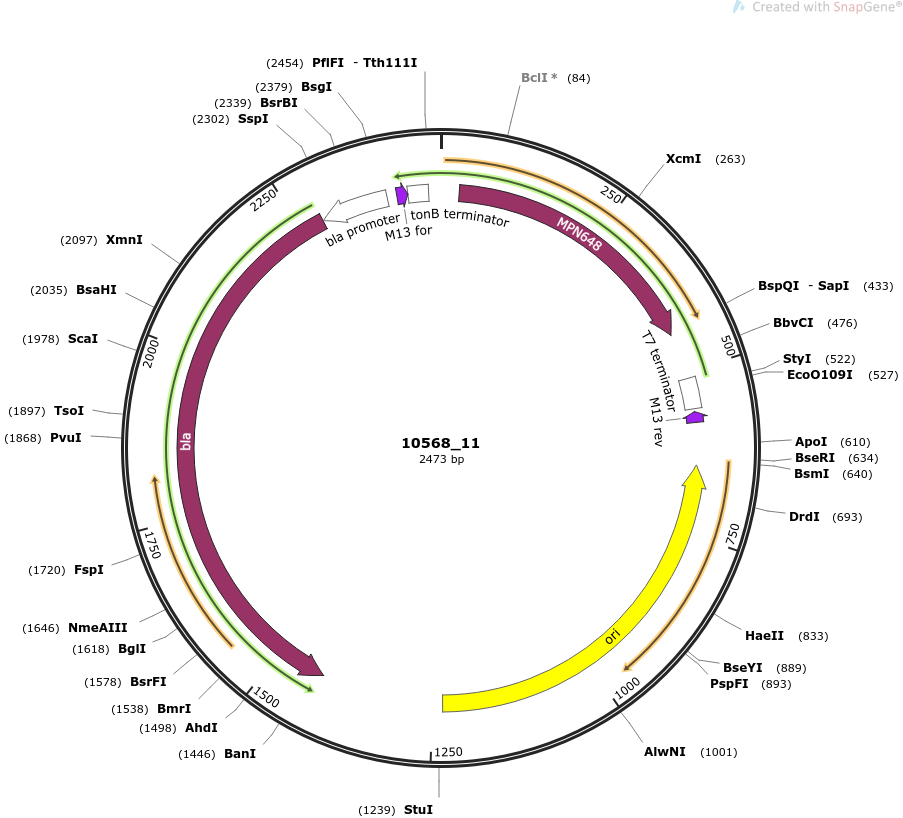 Created with SnapGene®
(2454) PflFI - Tth111I
BclI * (84)
(2379) BsgI
(2339) BsrBI
(2302) SspI
XcmI (263)
250
2250
bla promoter
M13 for
tonB terminator
MPN648
(2097) XmnI
(2035) BsaHI
BspQI - SapI (433)
BbvCI (476)
(1978) ScaI
2000
500
StyI (522)
EcoO109I (527)
T7 terminator
M13 rev
(1897) TsoI
(1868) PvuI
bla
10568_11
2473 bp
ApoI (610)
BseRI (634)
BsmI (640)
DrdI (693)
1750
750
(1720) FspI
(1646) NmeAIII
(1618) BglI
ori
HaeII (833)
BseYI (889)
PspFI (893)
(1578) BsrFI
1500
1000
(1538) BmrI
(1498) AhdI
(1446) BanI
1250
AlwNI (1001)
(1239) StuI